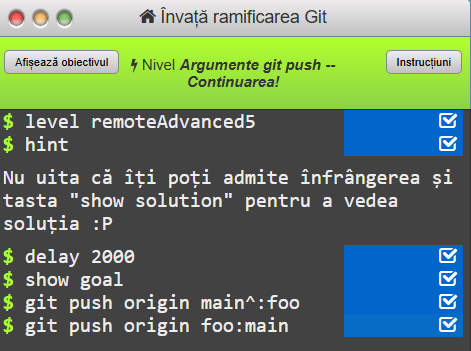 Învață ramificarea Git
Afișează obiectivul
Nivel Argumente git push --
Continuarea!
Instrucțiuni
$ level remoteAdvanced5
$ hint
Nu uita că îți poți admite înfrângerea și
tasta "show solution" pentru a vedea
soluția :P
$ delay 2000
$ show goal
$ git push origin main^:foo
$ git push origin foo:main